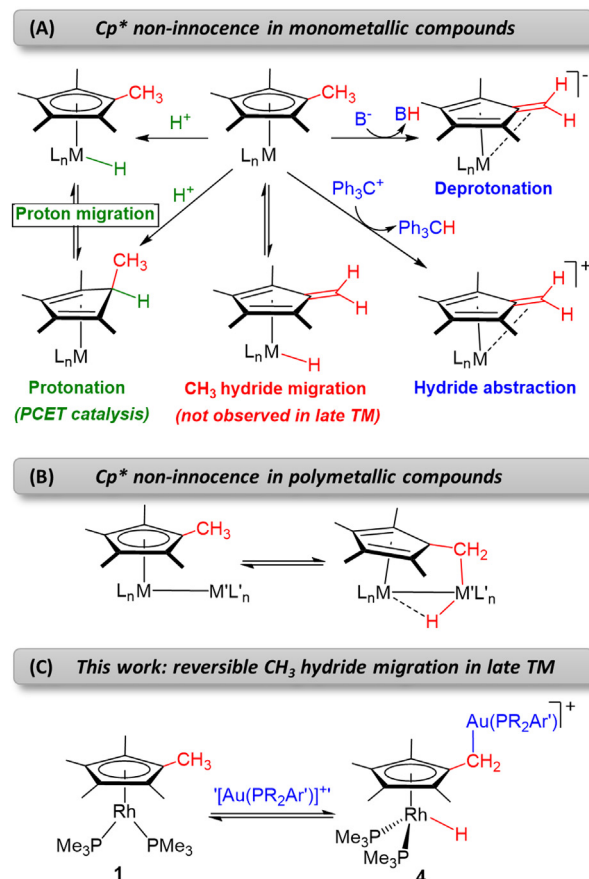 (A) Cp* non-innocence in monometallic compounds
CH3
LnM
H
H+
CH3
LnM
B-
BH
H
H
]-
LnM
Deprotonation
Proton migration
H+
Ph3C+
Ph3CH
CH3
H
LnM
Protonation
(PCET catalysis)
H
H
LnM
H
CH3 hydride migration
(not observed in late TM)
H
H
]+
LnM
Hydride abstraction
(B) Cp* non-innocence in polymetallic compounds
CH3
LnM
M'L'n
CH2
LnM
M'L'n
H
(C) This work: reversible CH3 hydride migration in late TM
CH3
Rh
Me3P
PMe3
1
'[Au(PR2Ar')]+'
Au(PR2Ar')
]+
CH2
Rh
H
Me3P
Me3P
4